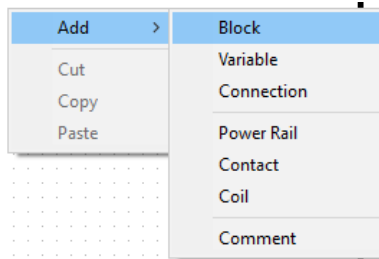 Add
Cut
Copy
Paste
Block
Variable
Connection
Power Rail
Contact
Coil
Comment